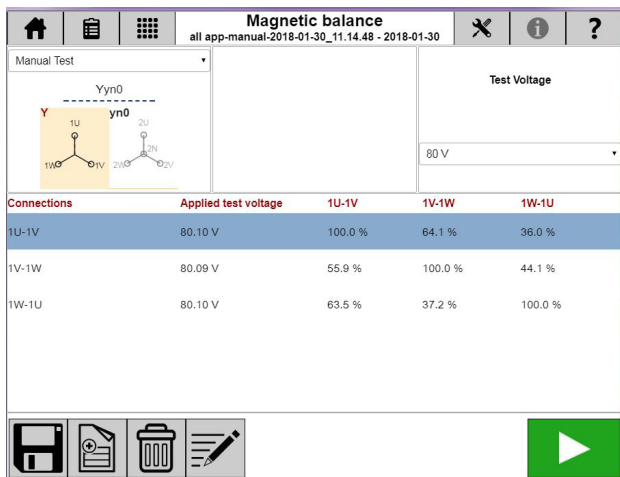 Magnetic balance
all app-manual-2018-01-30_11.14.48 - 2018-01-30
i
?
Manual Test
Yyn0
Y
yn0
1U
2U
2N
1W
1V
2W
2V
Test Voltage
80 V
Connections Applied test voltage 1U-1V 1V-1W 1W-1U
1U-1V 80.10 V 100.0 % 64.1 % 36.0 %
1V-1W 80.09 V 55.9 % 100.0 % 44.1 %
1W-1U 80.10 V 63.5 % 37.2 % 100.0 %